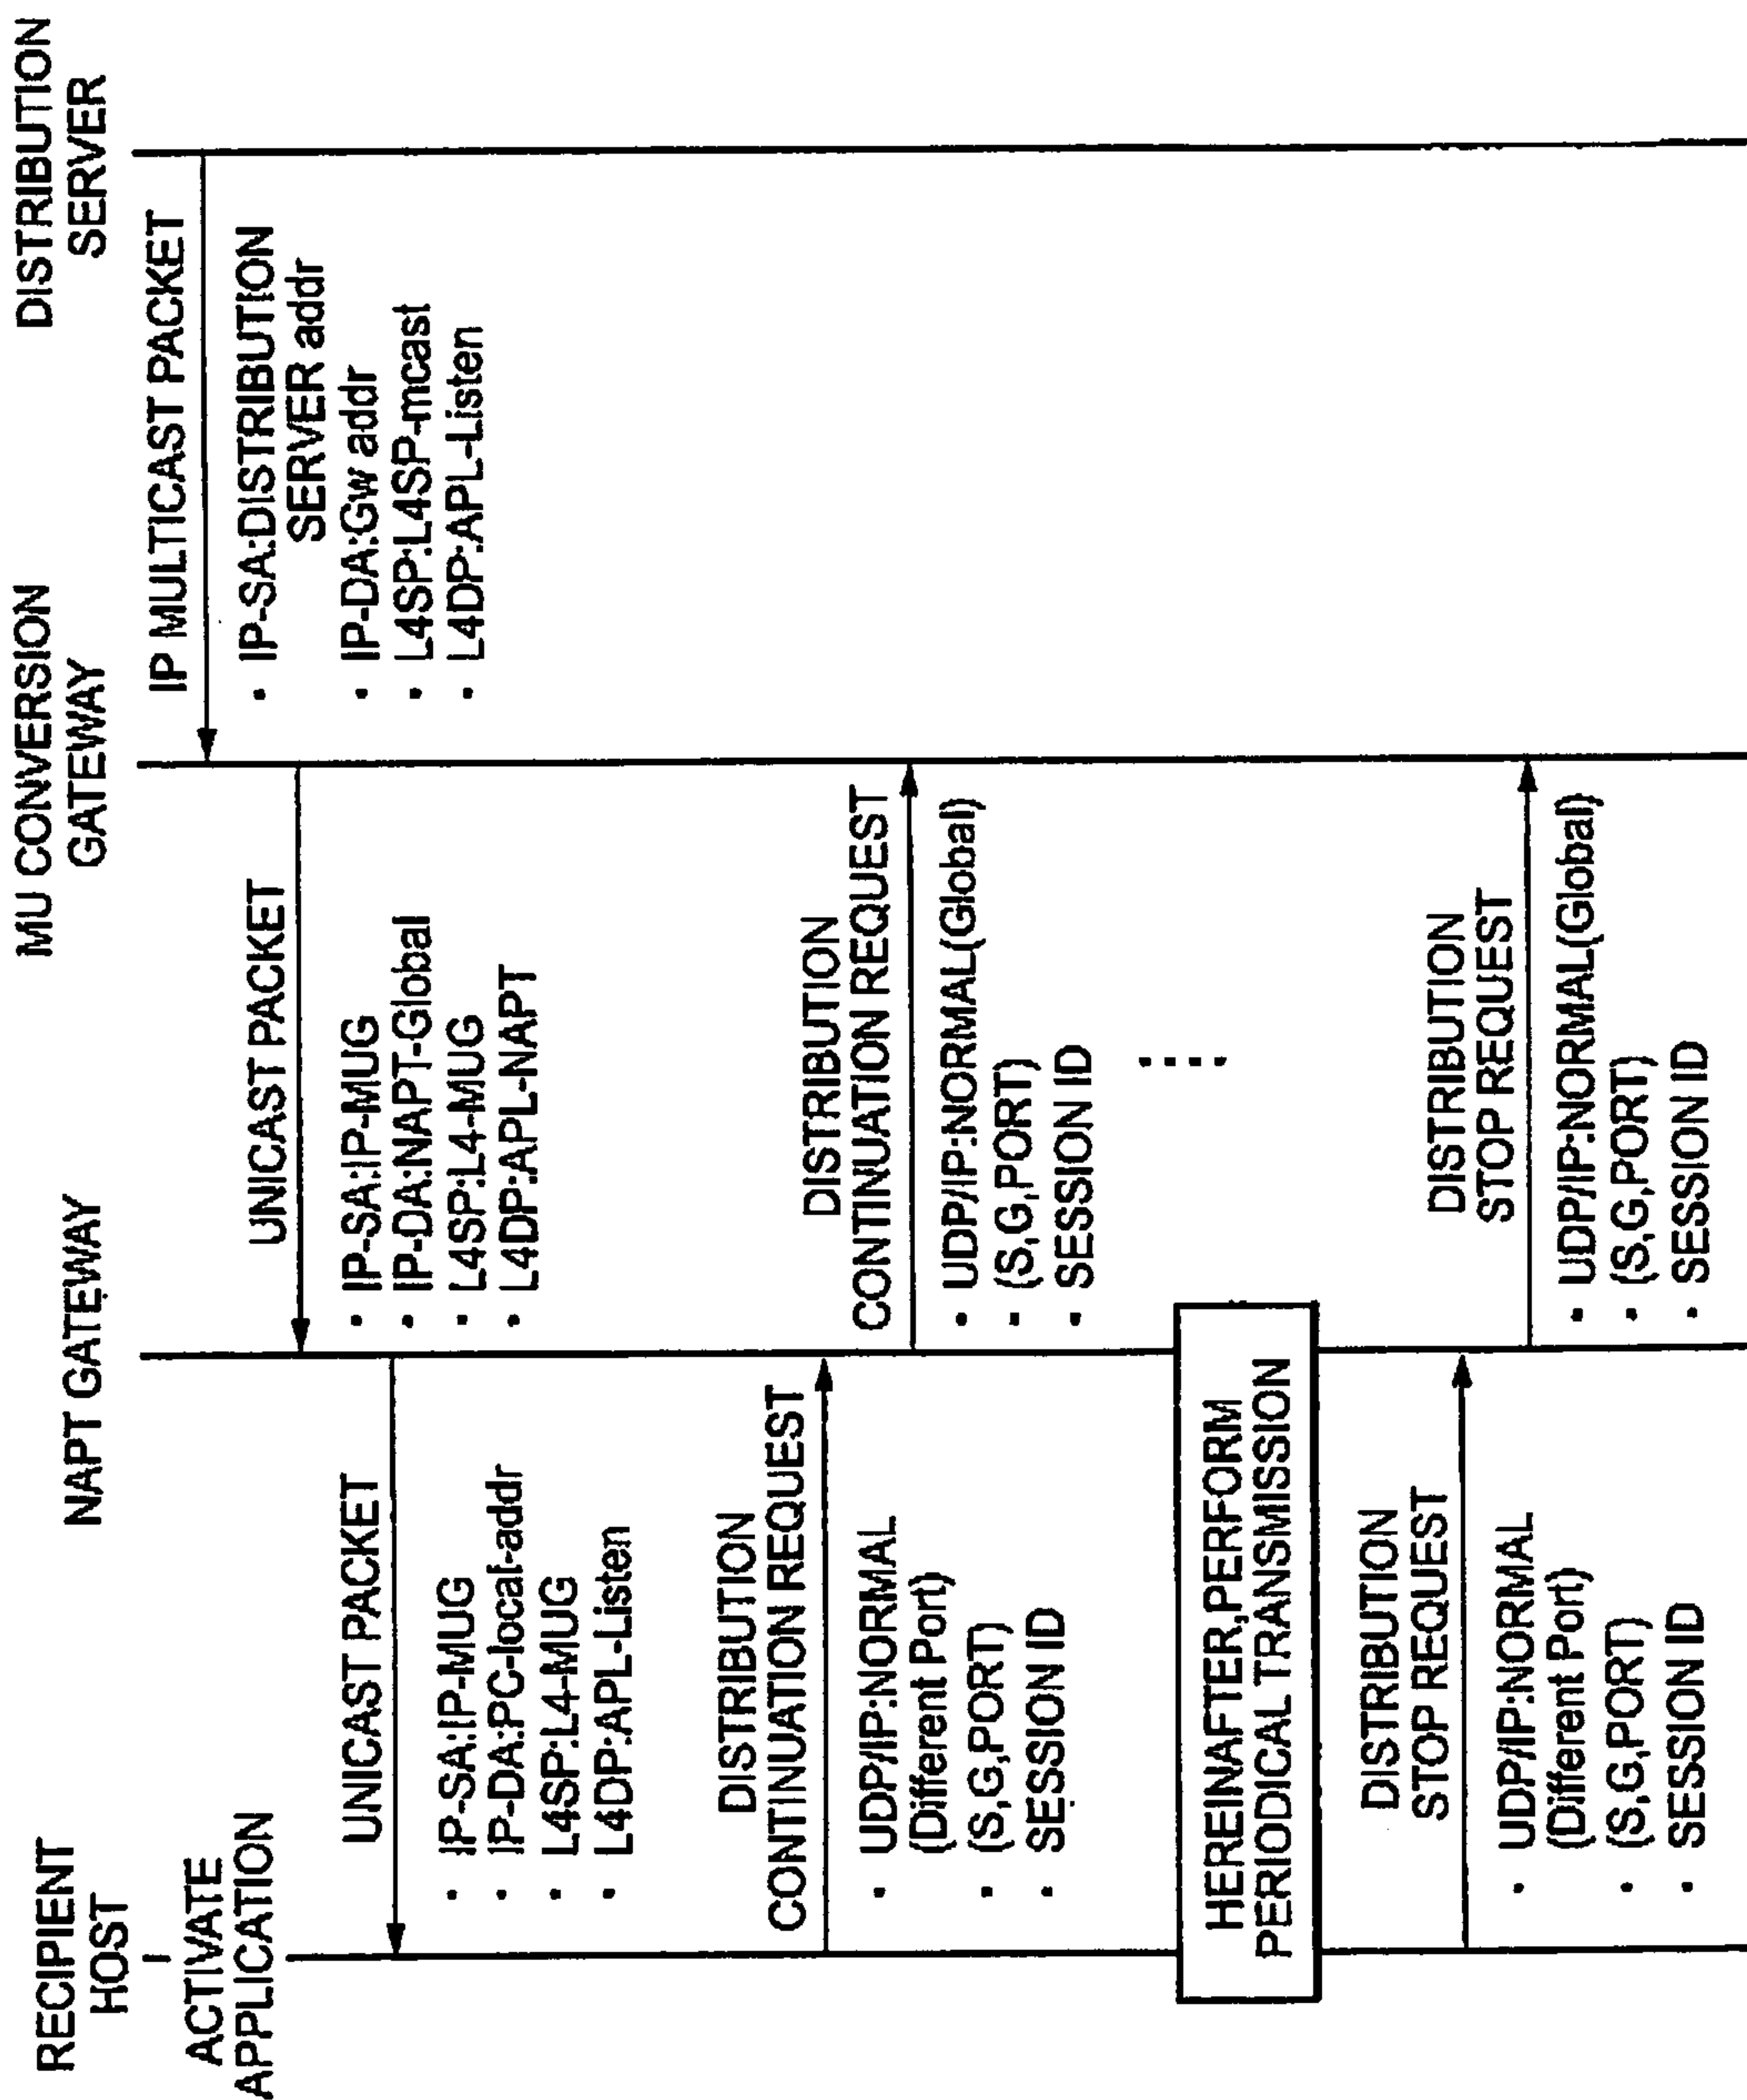 RECIPIENT
HOST
ACTIVATE
APPLICATION
NAPT GATEWAY
MU CONVERSION
GATEWAY
DISTRIBUTION
SERVER
IP MULTICAST PACKET
· IP-SA:DISTRIBUTION
SERVER addr
· IP-DA:Gw addr
· L4SP:L4SP-mcast
· L4DP:APL-Listen
UNICAST PACKET
· IP-SA:IP-MUG
· IP-DA:NAPT-Global
· L4SP:L4-MUG
· L4DP:APL-NAPT
UNICAST PACKET
· IP-SA:IP-MUG
· IP-DA:PC-local-addr
· L4SP:L4-MUG
· L4DP:APL-Listen
DISTRIBUTION
CONTINUATION REQUEST
· UDP/IP:NORMAL
(Different Port)
· (S,G,PORT)
· SESSION ID
DISTRIBUTION
CONTINUATION REQUEST
· UDP/IP:NORMAL(Global)
· (S,G,PORT)
· SESSION ID
....
HEREINAFTER,PERFORM
PERIODICAL TRANSMISSION
DISTRIBUTION
STOP REQUEST
· UDP/IP:NORMAL
(Different Port)
· (S,G,PORT)
· SESSION ID
DISTRIBUTION
STOP REQUEST
· UDP/IP:NORMAL(Global)
· (S,G,PORT)
· SESSION ID